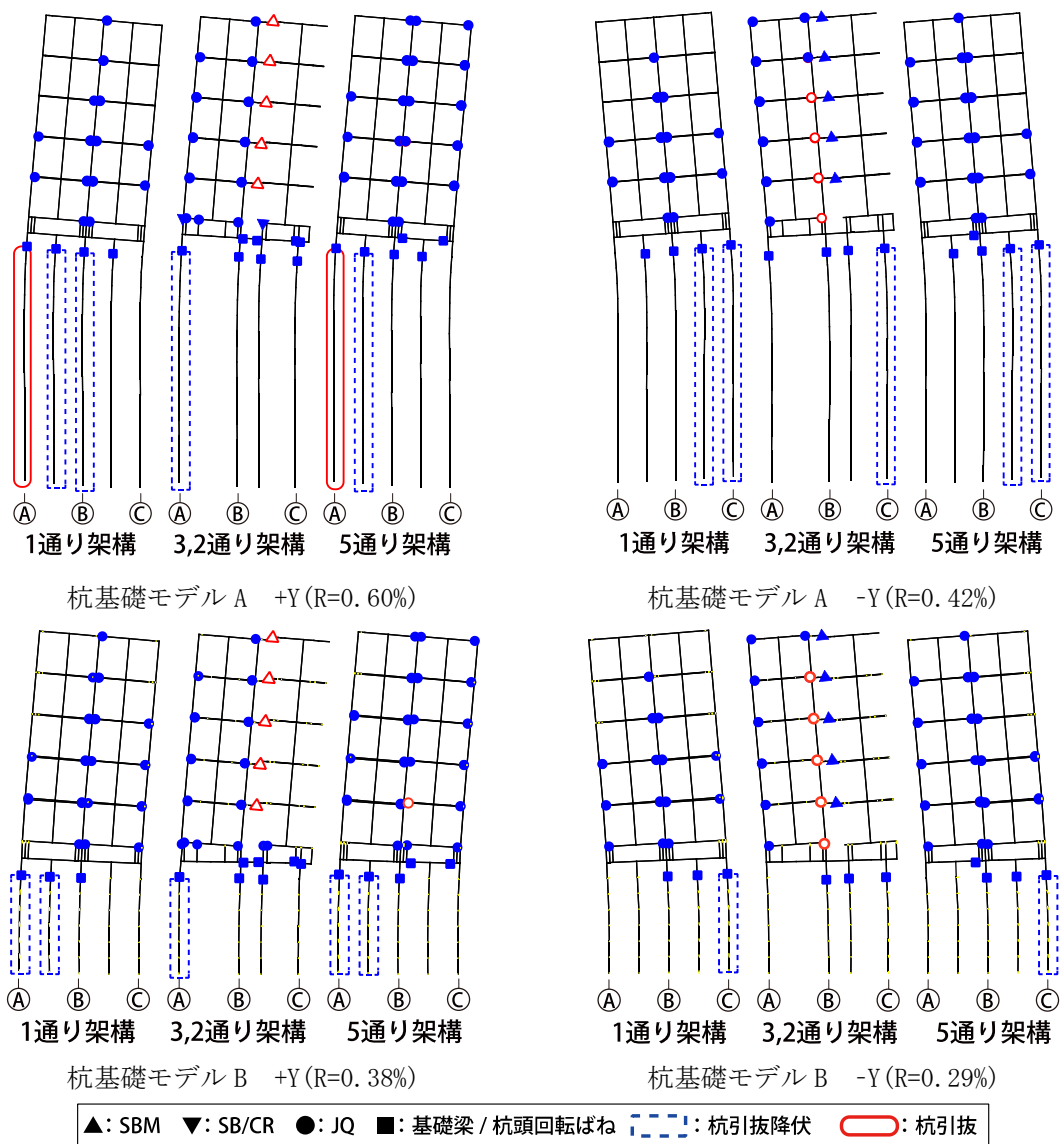 Ⓐ Ⓑ Ⓒ Ⓐ Ⓑ Ⓒ Ⓐ Ⓑ Ⓒ
1通り架構 3,2通り架構 5通り架構
杭基礎モデル A +Y(R=0.60%)
Ⓐ Ⓑ Ⓒ Ⓐ Ⓑ Ⓒ Ⓐ Ⓑ Ⓒ
1通り架構 3,2通り架構 5通り架構
杭基礎モデル A -Y(R=0.42%)
Ⓐ Ⓑ Ⓒ Ⓐ Ⓑ Ⓒ Ⓐ Ⓑ Ⓒ
1通り架構 3,2通り架構 5通り架構
杭基礎モデル B +Y(R=0.38%)
Ⓐ Ⓑ Ⓒ Ⓐ Ⓑ Ⓒ Ⓐ Ⓑ Ⓒ
1通り架構 3,2通り架構 5通り架構
杭基礎モデル B -Y(R=0.29%)
▲: SBM ▼: SB/CR ●: JQ ■: 基礎梁 / 杭頭回転ばね : 杭引抜降伏 : 杭引抜